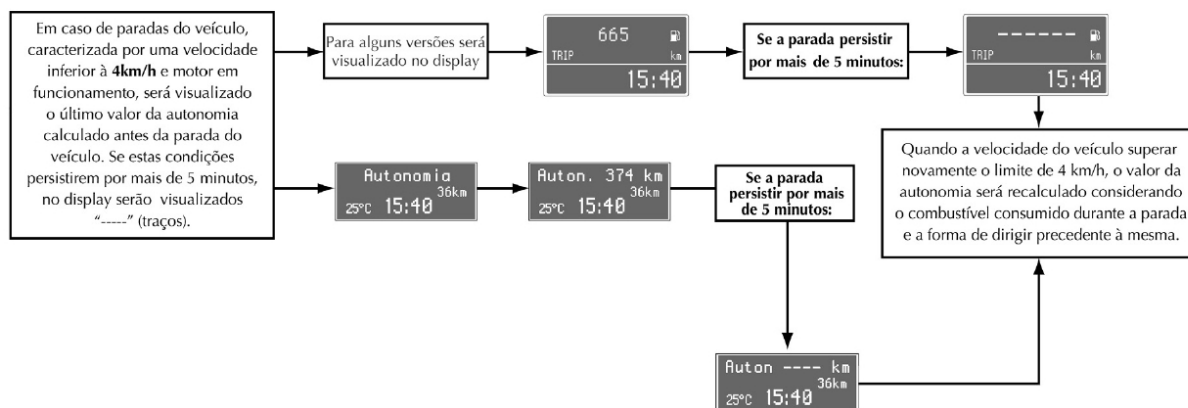 Em caso de paradas do veículo,
caracterizada por uma velocidade
inferior à 4km/h e motor em
funcionamento, será visualizado
o último valor da autonomia
calculado antes da parada do
veículo. Se estas condições
persistirem por mais de 5 minutos,
no display serão visualizados
“-----” (traços).
Para alguns versões será
visualizado no display
665
TRIP km
15:40
Se a parada persistir
por mais de 5 minutos:
------
TRIP km
15:40
Autonomia
36km
25°C 15:40
Auton. 374 km
36km
25°C 15:40
Se a parada
persistir por mais
de 5 minutos:
Auton ---- km
36km
25°C 15:40
Quando a velocidade do veículo superar
novamente o limite de 4 km/h, o valor da
autonomia será recalculado considerando
o combustível consumido durante a parada
e a forma de dirigir precedente à mesma.